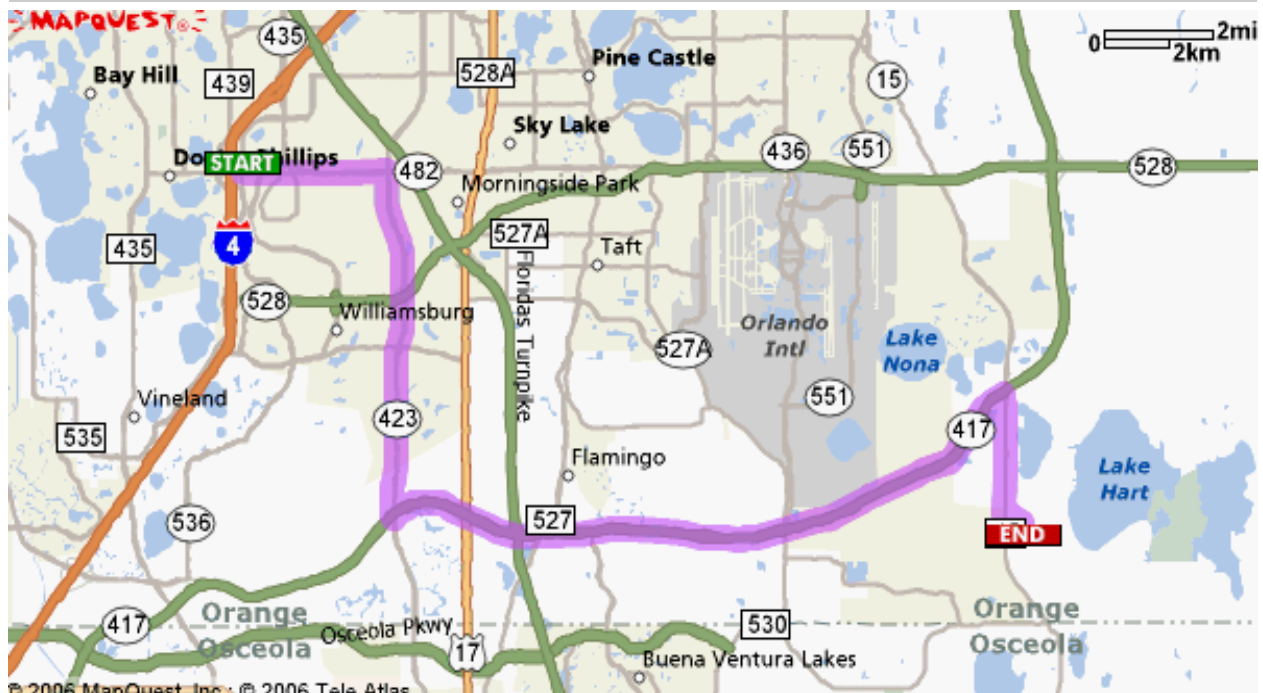 MAPQUEST®
435
2mi
0
2km
Pine Castle
528A
Bay Hill
439
15
Sky Lake
START
Phillips
482
436
551
528
Morningside Park
435
4
527A
Taft
Floridas Turnpike
528
Williamsburg
Orlando
Intl
527A
Lake
Nona
Vineland
535
423
551
417
Flamingo
Lake
Hart
536
527
END
417
Orange
Osceola
Osceola Pkwy
17
530
Orange
Osceola
Buena Ventura Lakes
© 2006 MapQuest, Inc.; © 2006 Tele Atlas